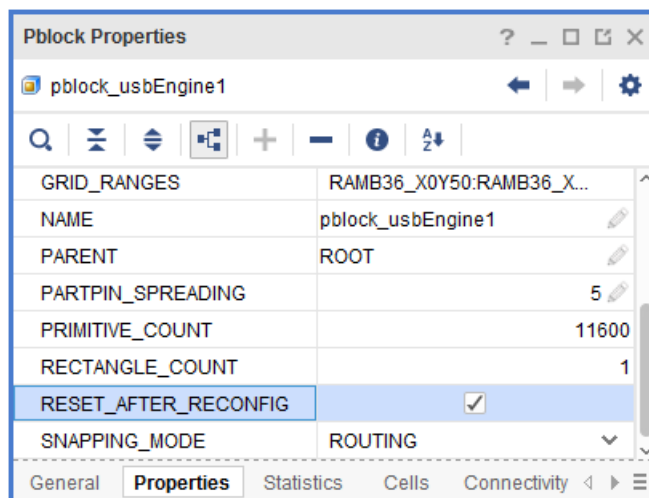 Pblock Properties
pblock_usbEngine1
GRID_RANGES RAMB36_X0Y50:RAMB36_X...
NAME pblock_usbEngine1
PARENT ROOT
PARTPIN_SPREADING 5
PRIMITIVE_COUNT 11600
RECTANGLE_COUNT 1
RESET_AFTER_RECONFIG
SNAPPING_MODE ROUTING
General Properties Statistics Cells Connectivity